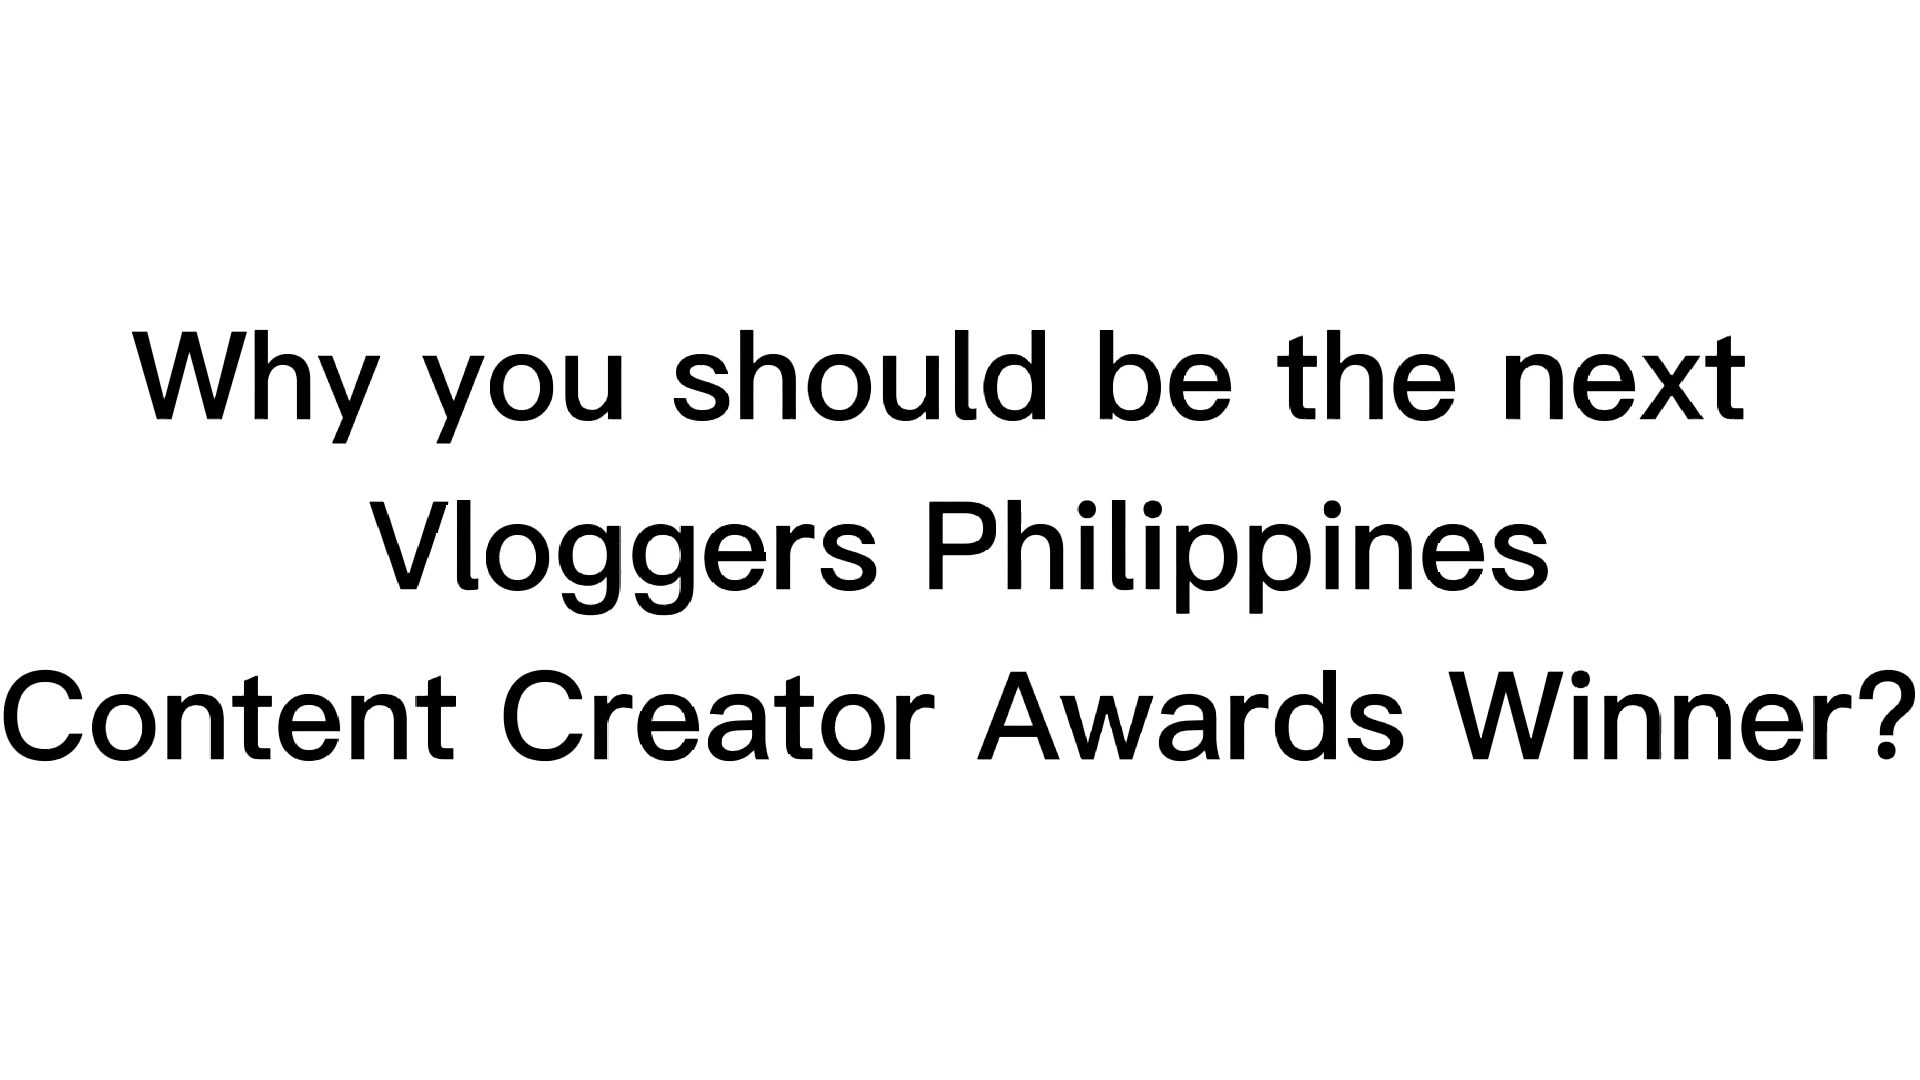 Why you should be the next
Vloggers Philippines
Content Creator Awards Winner?